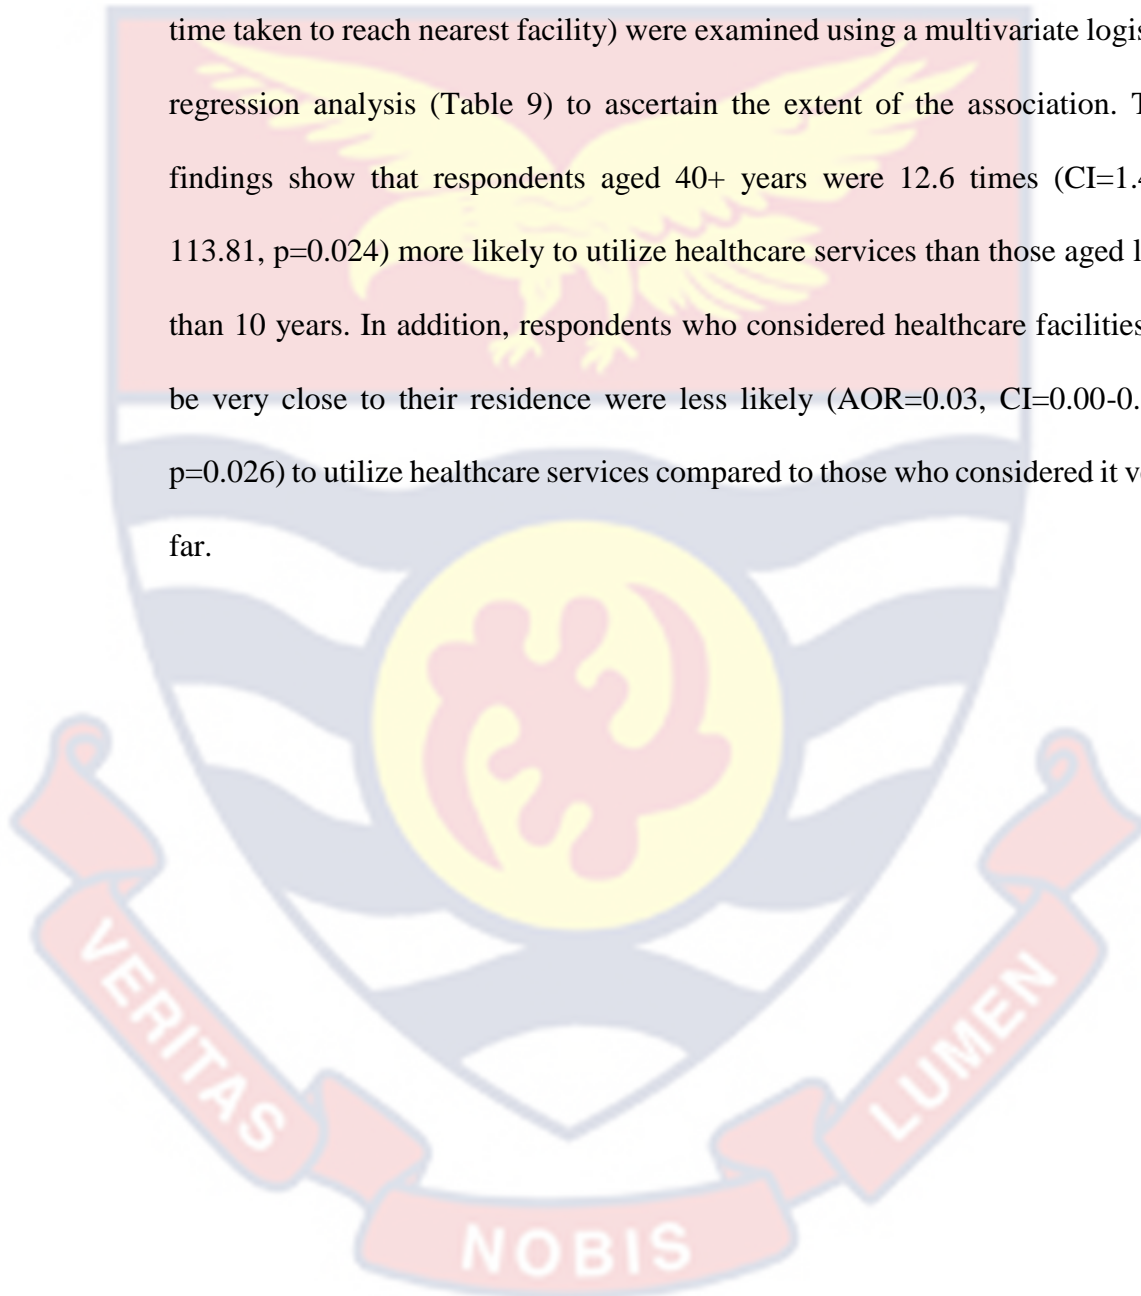 time taken to reach nearest facility) were examined using a multivariate logis
regression analysis (Table 9) to ascertain the extent of the association. T
findings show that respondents aged 40+ years were 12.6 times (CI=1.4
113.81, p=0.024) more likely to utilize healthcare services than those aged l
than 10 years. In addition, respondents who considered healthcare facilities
be very close to their residence were less likely (AOR=0.03, CI=0.00-0.
p=0.026) to utilize healthcare services compared to those who considered it v
far.
VERITAS
NOBIS
LUMEN